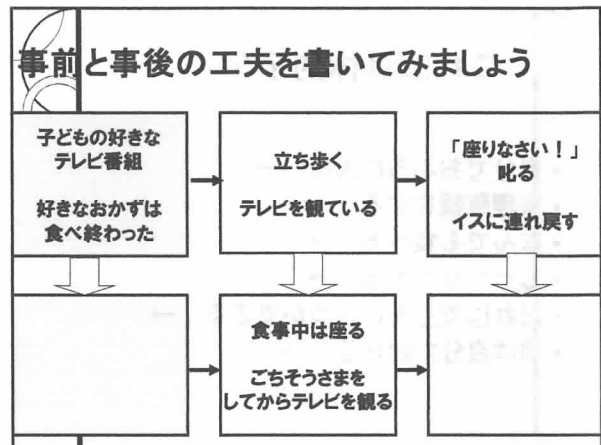 事前と事後の工夫を書いてみましょう
子どもの好きな
テレビ番組
好きなおかずは
食べ終わった
立ち歩く
テレビを観ている
「座りなさい!」
叱る
イスに連れ戻す
食事中は座る
ごちそうさまを
してからテレビを観る